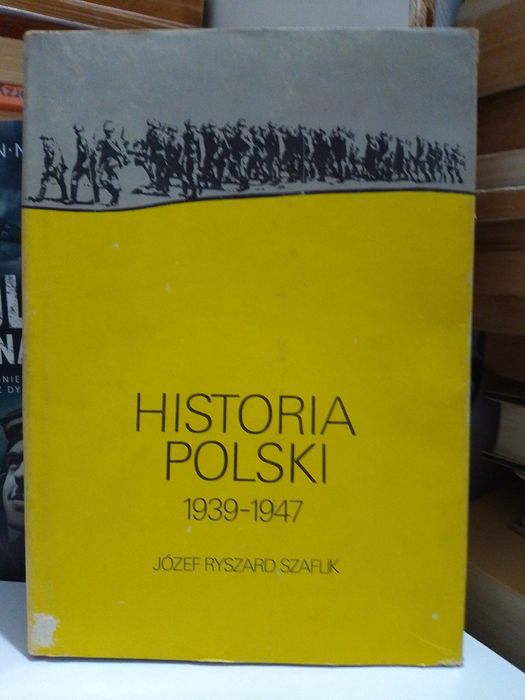 HISTORIA
POLSKI
1939-1947
JÓZEF RYSZARD SZAFLIK